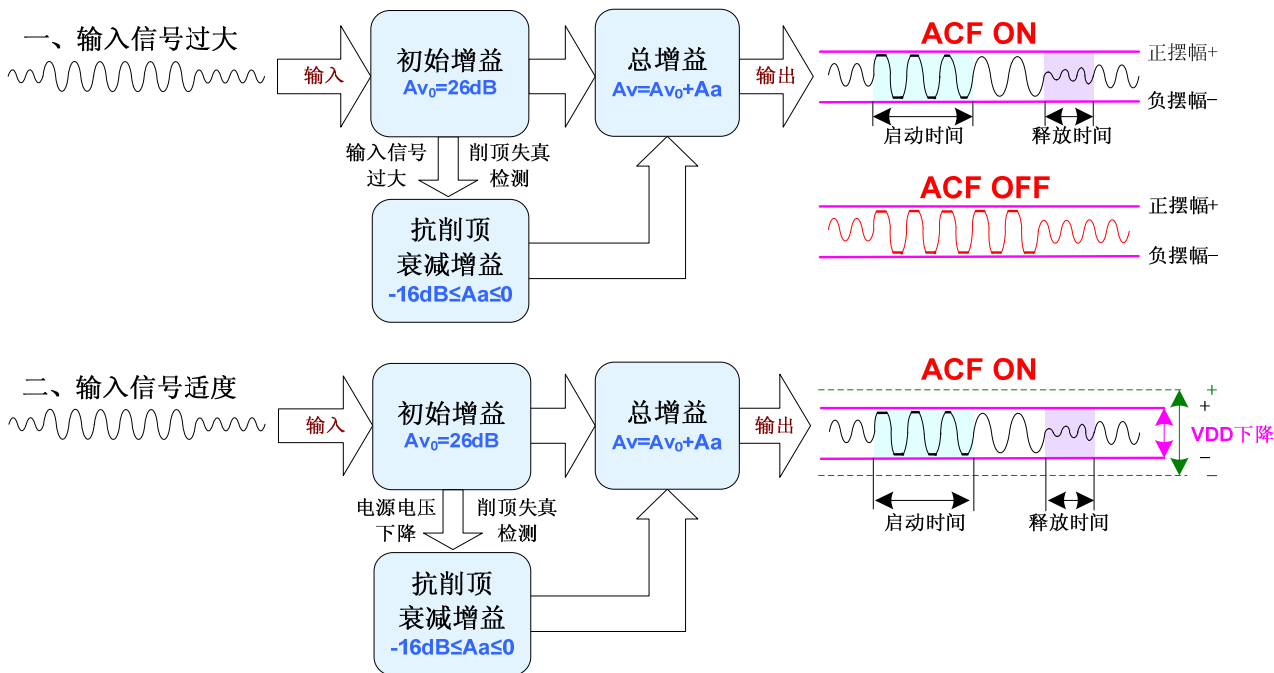 一、输入信号过大
输入
初始增益
Av₀=26dB
总增益
Av=Av₀+Aa
输出
ACF ON
正摆幅+
负摆幅−
启动时间
释放时间
输入信号
过大
削顶失真
检测
抗削顶
衰减增益
-16dB≤Aa≤0
ACF OFF
正摆幅+
负摆幅−
二、输入信号适度
输入
初始增益
Av₀=26dB
总增益
Av=Av₀+Aa
输出
ACF ON
+
+
VDD下降
−
−
启动时间
释放时间
电源电压
下降
削顶失真
检测
抗削顶
衰减增益
-16dB≤Aa≤0